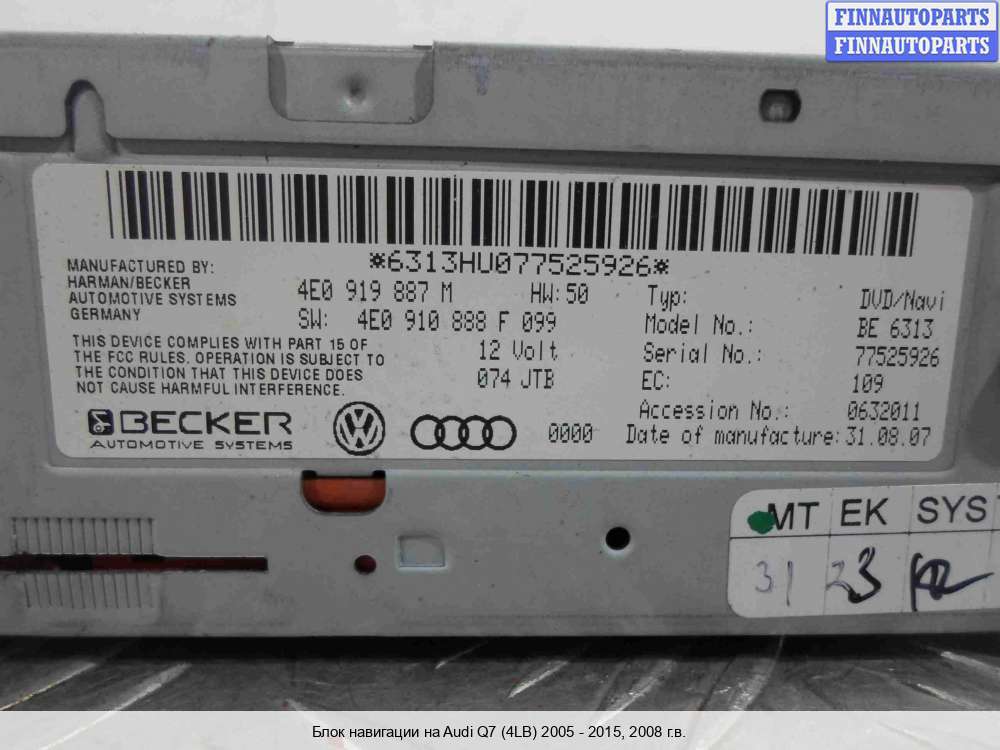 FINNAUTOPARTS
FINNAUTOPARTS
*6313HU077525926*
MANUFACTURED BY:
HARMAN/BECKER
AUTOMOTIVE SYSTEMS
GERMANY
4E0 919 887 M HW: 50
SW: 4E0 910 888 F 099
12 Volt
074 JTB
THIS DEVICE COMPLIES WITH PART 15 OF
THE FCC RULES. OPERATION IS SUBJECT TO
THE CONDITION THAT THIS DEVICE DOES
NOT CAUSE HARMFUL INTERFERENCE.
Typ: DVD/Navi
Model No.: BE 6313
Serial No.: 77525926
EC: 109
Accession No.: 0632011
0000 Date of manufacture: 31.08.07
BECKER
AUTOMOTIVE SYSTEMS
MT EK SYS
31 23
Блок навигации на Audi Q7 (4LB) 2005 - 2015, 2008 г.в.